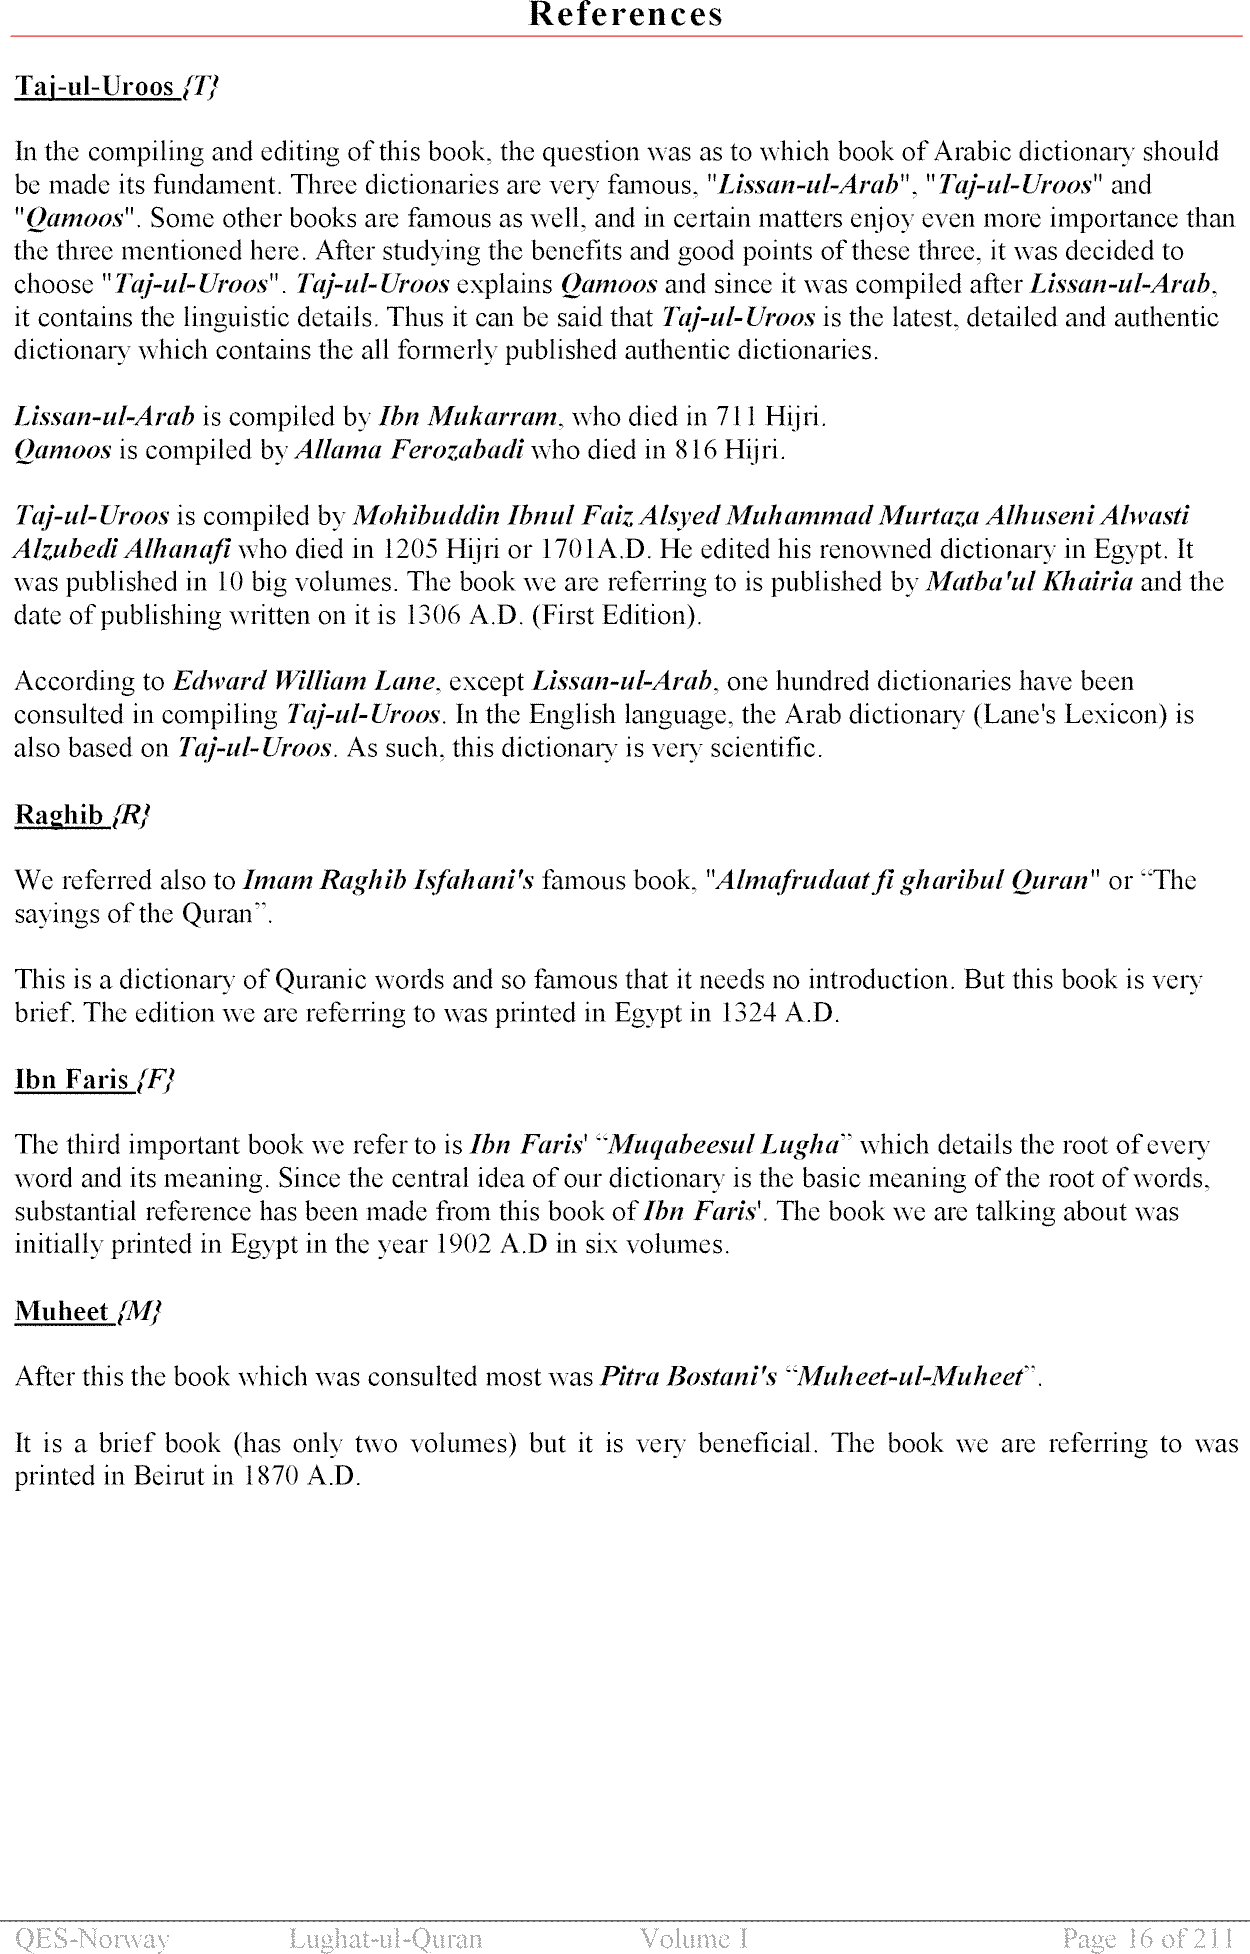 References
Taj-ul-Uroos {T}
In the compiling and editing of this book, the question was as to which book of Arabic dictionary should
be made its fundament. Three dictionaries are very famous, "Lissan-ul-Arab", "Taj-ul-Uroos" and
"Qamoos". Some other books are famous as well, and in certain matters enjoy even more importance than
the three mentioned here. After studying the benefits and good points of these three, it was decided to
choose "Taj-ul-Uroos". Taj-ul-Uroos explains Qamoos and since it was compiled after Lissan-ul-Arab,
it contains the linguistic details. Thus it can be said that Taj-ul-Uroos is the latest, detailed and authentic
dictionary which contains the all formerly published authentic dictionaries.
Lissan-ul-Arab is compiled by Ibn Mukarram, who died in 711 Hijri.
Qamoos is compiled by Allama Ferozabadi who died in 816 Hijri.
Taj-ul-Uroos is compiled by Mohibuddin Ibnul Faiz Alsyed Muhammad Murtaza Alhuseni Alwasti
Alzubedi Alhanafi who died in 1205 Hijri or 1701A.D. He edited his renowned dictionary in Egypt. It
was published in 10 big volumes. The book we are referring to is published by Matba'ul Khairia and the
date of publishing written on it is 1306 A.D. (First Edition).
According to Edward William Lane, except Lissan-ul-Arab, one hundred dictionaries have been
consulted in compiling Taj-ul-Uroos. In the English language, the Arab dictionary (Lane's Lexicon) is
also based on Taj-ul-Uroos. As such, this dictionary is very scientific.
Raghib {R}
We referred also to Imam Raghib Isfahani's famous book, "Almafrudaat fi gharibul Quran" or “The
sayings of the Quran”.
This is a dictionary of Quranic words and so famous that it needs no introduction. But this book is very
brief. The edition we are referring to was printed in Egypt in 1324 A.D.
Ibn Faris {F}
The third important book we refer to is Ibn Faris' “Muqabeesul Lugha” which details the root of every
word and its meaning. Since the central idea of our dictionary is the basic meaning of the root of words,
substantial reference has been made from this book of Ibn Faris'. The book we are talking about was
initially printed in Egypt in the year 1902 A.D in six volumes.
Muheet {M}
After this the book which was consulted most was Pitra Bostani's “Muheet-ul-Muheet”.
It is a brief book (has only two volumes) but it is very beneficial. The book we are referring to was
printed in Beirut in 1870 A.D.
QES-Norway Lughat-ul-Quran Volume I Page 16 of 211